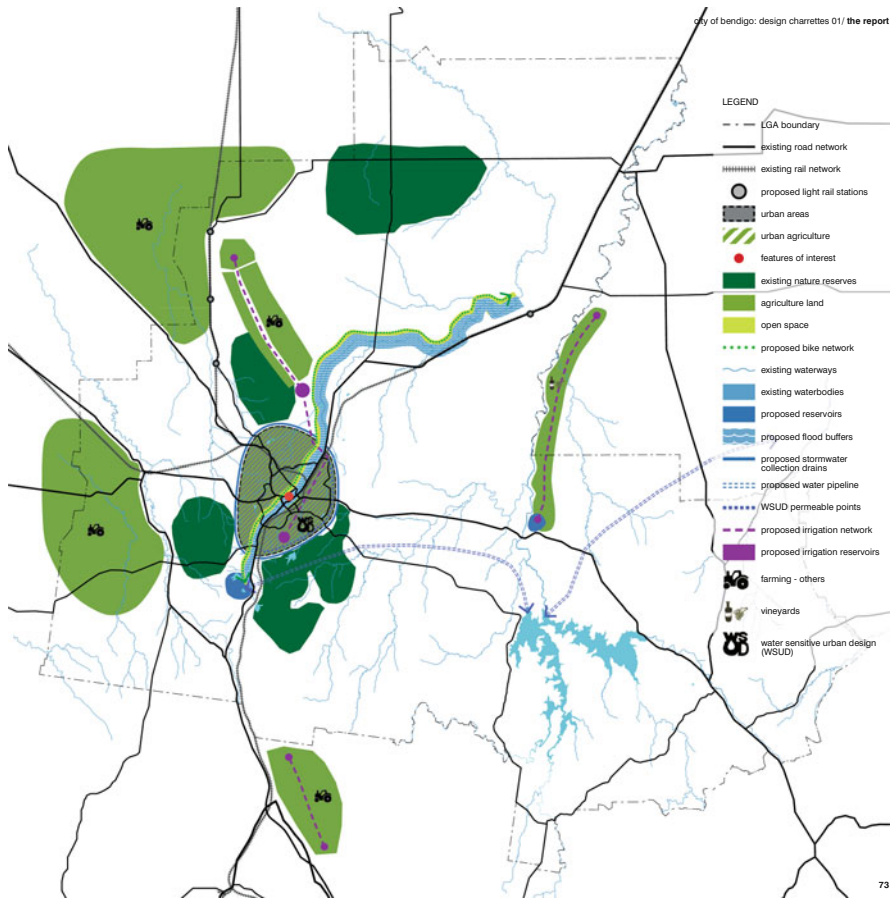 city of bendigo: design charrettes 01/ the report
LEGEND
LGA boundary
existing road network
existing rail network
proposed light rail stations
urban areas
urban agriculture
features of interest
existing nature reserves
agriculture land
open space
proposed bike network
existing waterways
existing waterbodies
proposed reservoirs
proposed flood buffers
proposed stormwater
collection drains
proposed water pipeline
WSUD permeable points
proposed irrigation network
proposed irrigation reservoirs
farming - others
vineyards
WSUD
water sensitive urban design
(WSUD)
WSUD
73